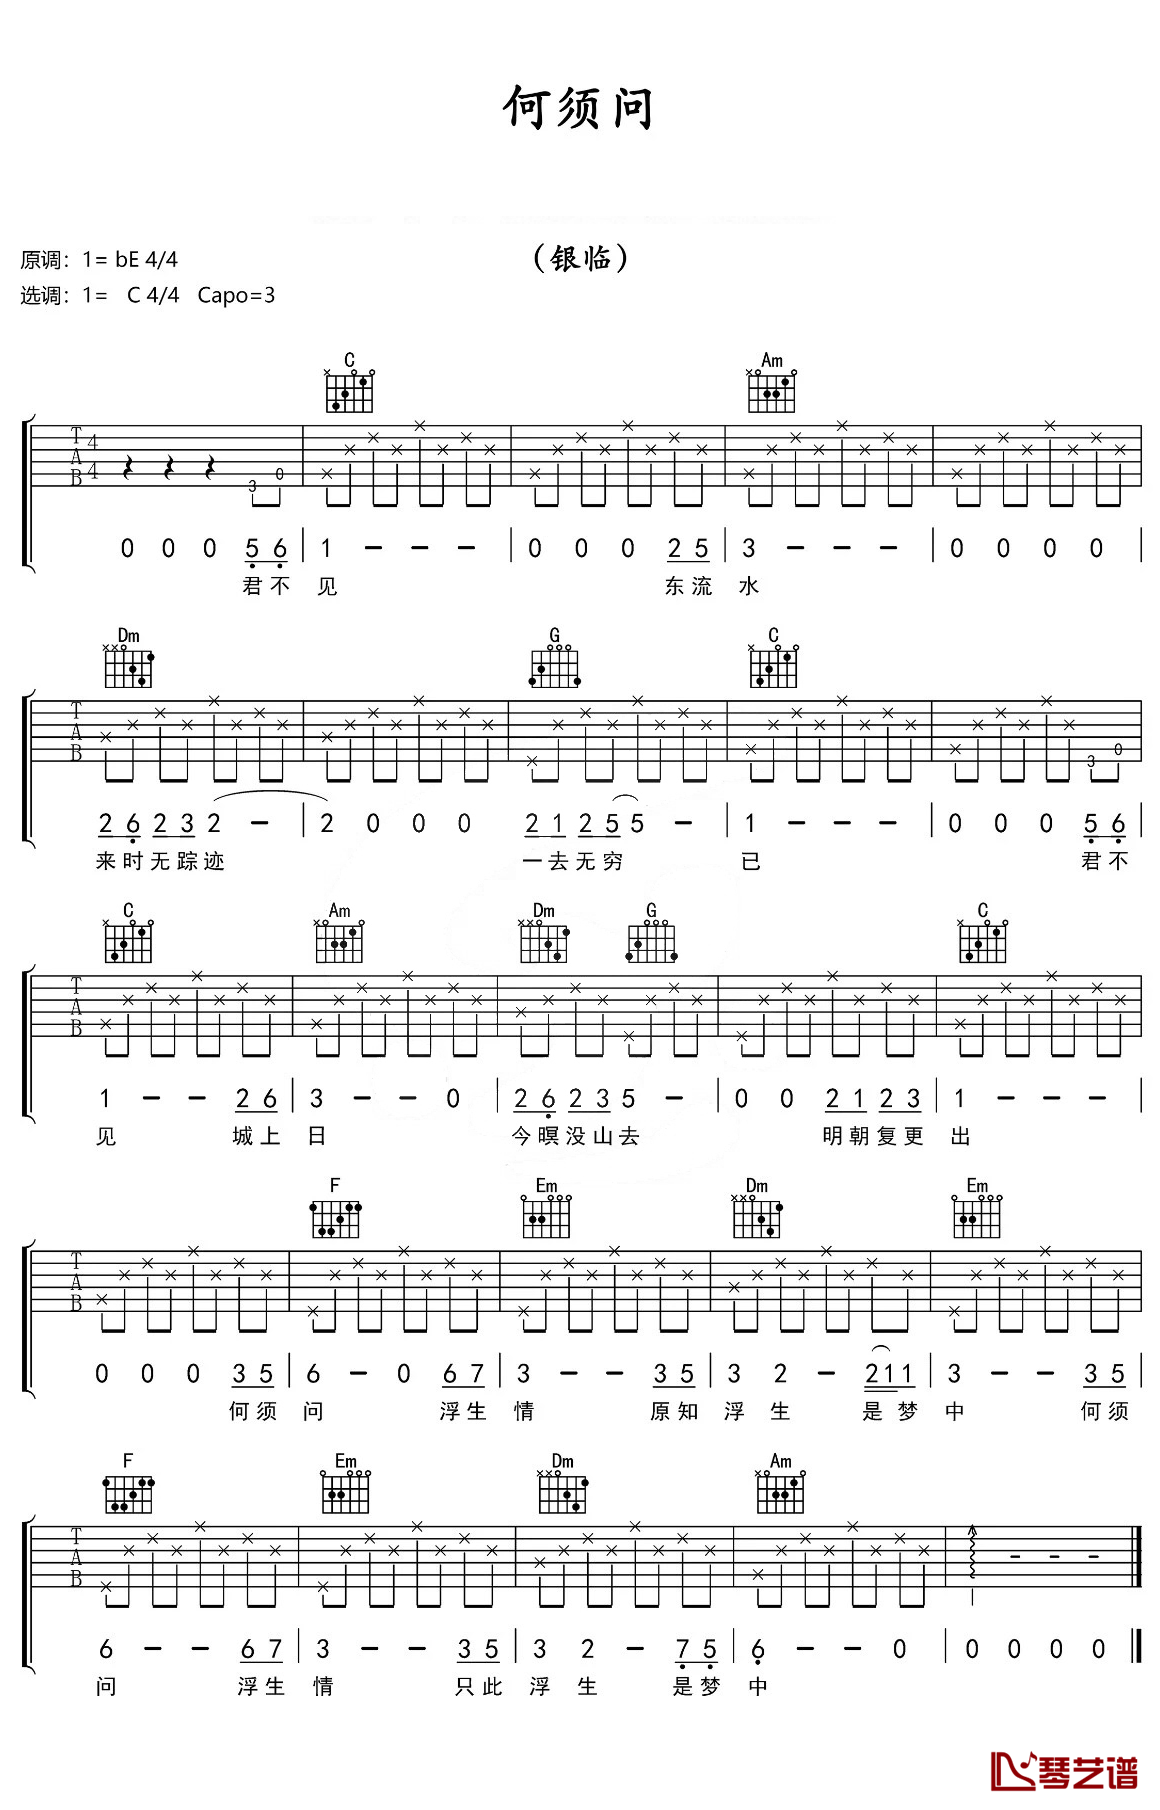 何须问
（银临）
原调：1= bE 4/4
选调：1= C 4/4 Capo=3
C Am
T A B 4 4 3 0
0 0 0 5 6 | 1 - - - | 0 0 0 2 5 | 3 - - - | 0 0 0 0
君不见 东流水
Dm G C
T A B 3 0
2 6 2 3 2 - | 2 0 0 0 | 2 1 2 5 5 - | 1 - - - | 0 0 0 5 6
来时无踪迹 一去无穷已 君不
C Am Dm G C
T A B
1 - - 2 6 | 3 - - 0 | 2 6 2 3 5 - | 0 0 2 1 2 3 | 1 - - -
见 城上日 今暝没山去 明朝复更出
F Em Dm Em
T A B
0 0 0 3 5 | 6 - 0 6 7 | 3 - - 3 5 | 3 2 - 2 1 1 | 3 - - 3 5
何须问 浮生情 原知浮生是梦中 何须
F Em Dm Am
T A B
6 - - 6 7 | 3 - - 3 5 | 3 2 - 7 5 | 6 - - 0 | 0 0 0 0
问 浮生情 只此浮生是梦中
琴艺谱